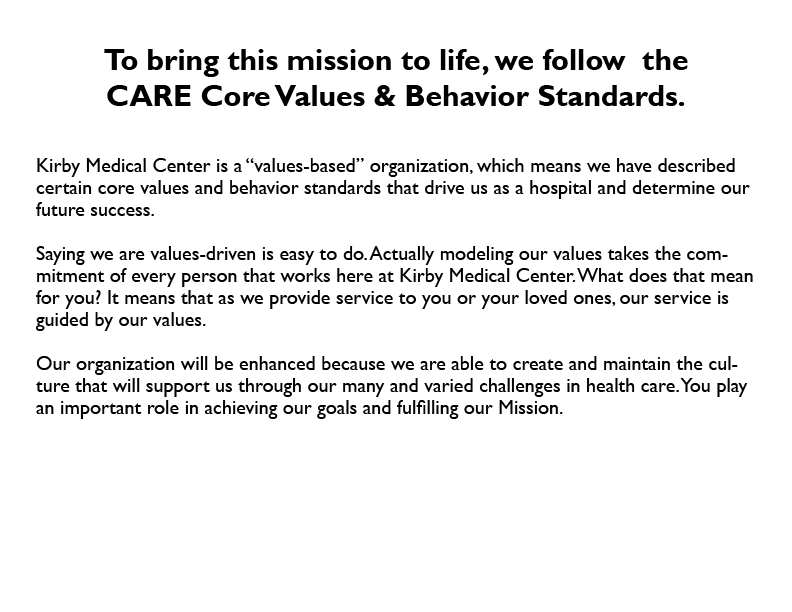 To bring this mission to life, we follow  the
CARE Core Values & Behavior Standards.
Kirby Medical Center is a “values-based” organization, which means we have described
certain core values and behavior standards that drive us as a hospital and determine our
future success.
Saying we are values-driven is easy to do. Actually modeling our values takes the com-
mitment of every person that works here at Kirby Medical Center. What does that mean
for you? It means that as we provide service to you or your loved ones, our service is
guided by our values.
Our organization will be enhanced because we are able to create and maintain the cul-
ture that will support us through our many and varied challenges in health care. You play
an important role in achieving our goals and fulfilling our Mission.